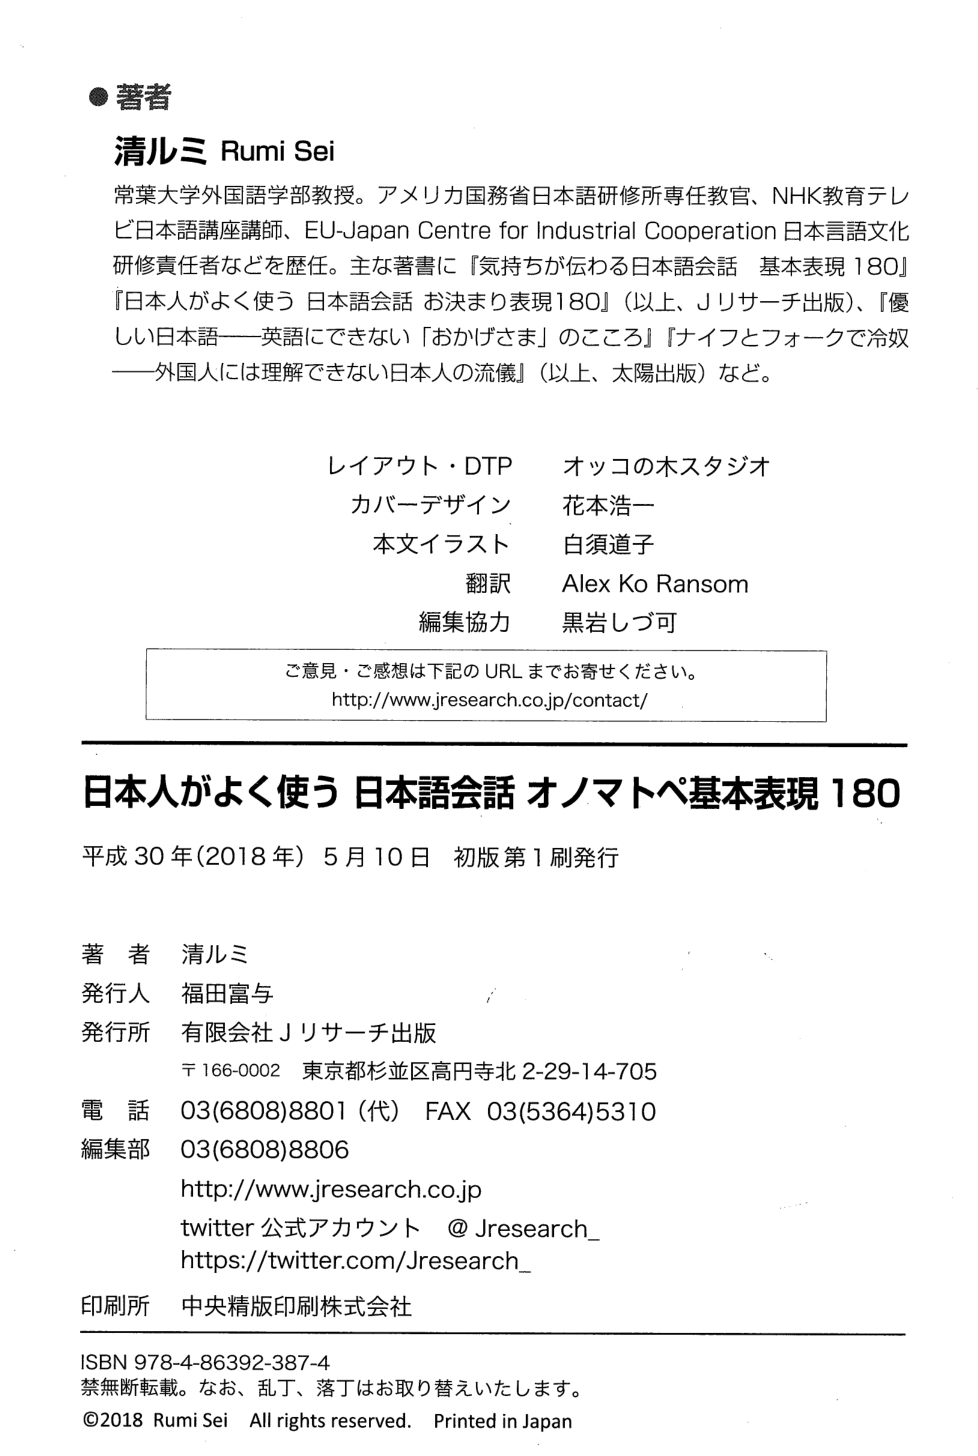 ●著者
清ルミ Rumi Sei
常葉大学外国語学部教授。アメリカ国務省日本語研修所専任教官、NHK教育テレ
ビ日本語講座講師、EU-Japan Centre for Industrial Cooperation 日本言語文化
研修責任者などを歴任。主な著書に『気持ちが伝わる日本語会話　基本表現 180』
『日本人がよく使う 日本語会話 お決まり表現180』（以上、J リサーチ出版）、『優
しい日本語――英語にできない「おかげさま」のこころ』『ナイフとフォークで冷奴
――外国人には理解できない日本人の流儀』（以上、太陽出版）など。
レイアウト・DTP　オッコの木スタジオ
カバーデザイン　花本浩一
本文イラスト　白須道子
翻訳　Alex Ko Ransom
編集協力　黒岩しづ可
ご意見・ご感想は下記の URL までお寄せください。
http://www.jresearch.co.jp/contact/
日本人がよく使う 日本語会話 オノマトペ基本表現 180
平成 30 年（2018 年） 5 月 10 日　初版第 1 刷発行
著　者　清ルミ
発行人　福田富与
発行所　有限会社 J リサーチ出版
〒166-0002　東京都杉並区高円寺北 2-29-14-705
電　話　03(6808)8801（代）　FAX 03(5364)5310
編集部　03(6808)8806
http://www.jresearch.co.jp
twitter 公式アカウント　@ Jresearch_
https://twitter.com/Jresearch_
印刷所　中央精版印刷株式会社
ISBN 978-4-86392-387-4
禁無断転載。なお、乱丁、落丁はお取り替えいたします。
©2018 Rumi Sei　All rights reserved.　Printed in Japan